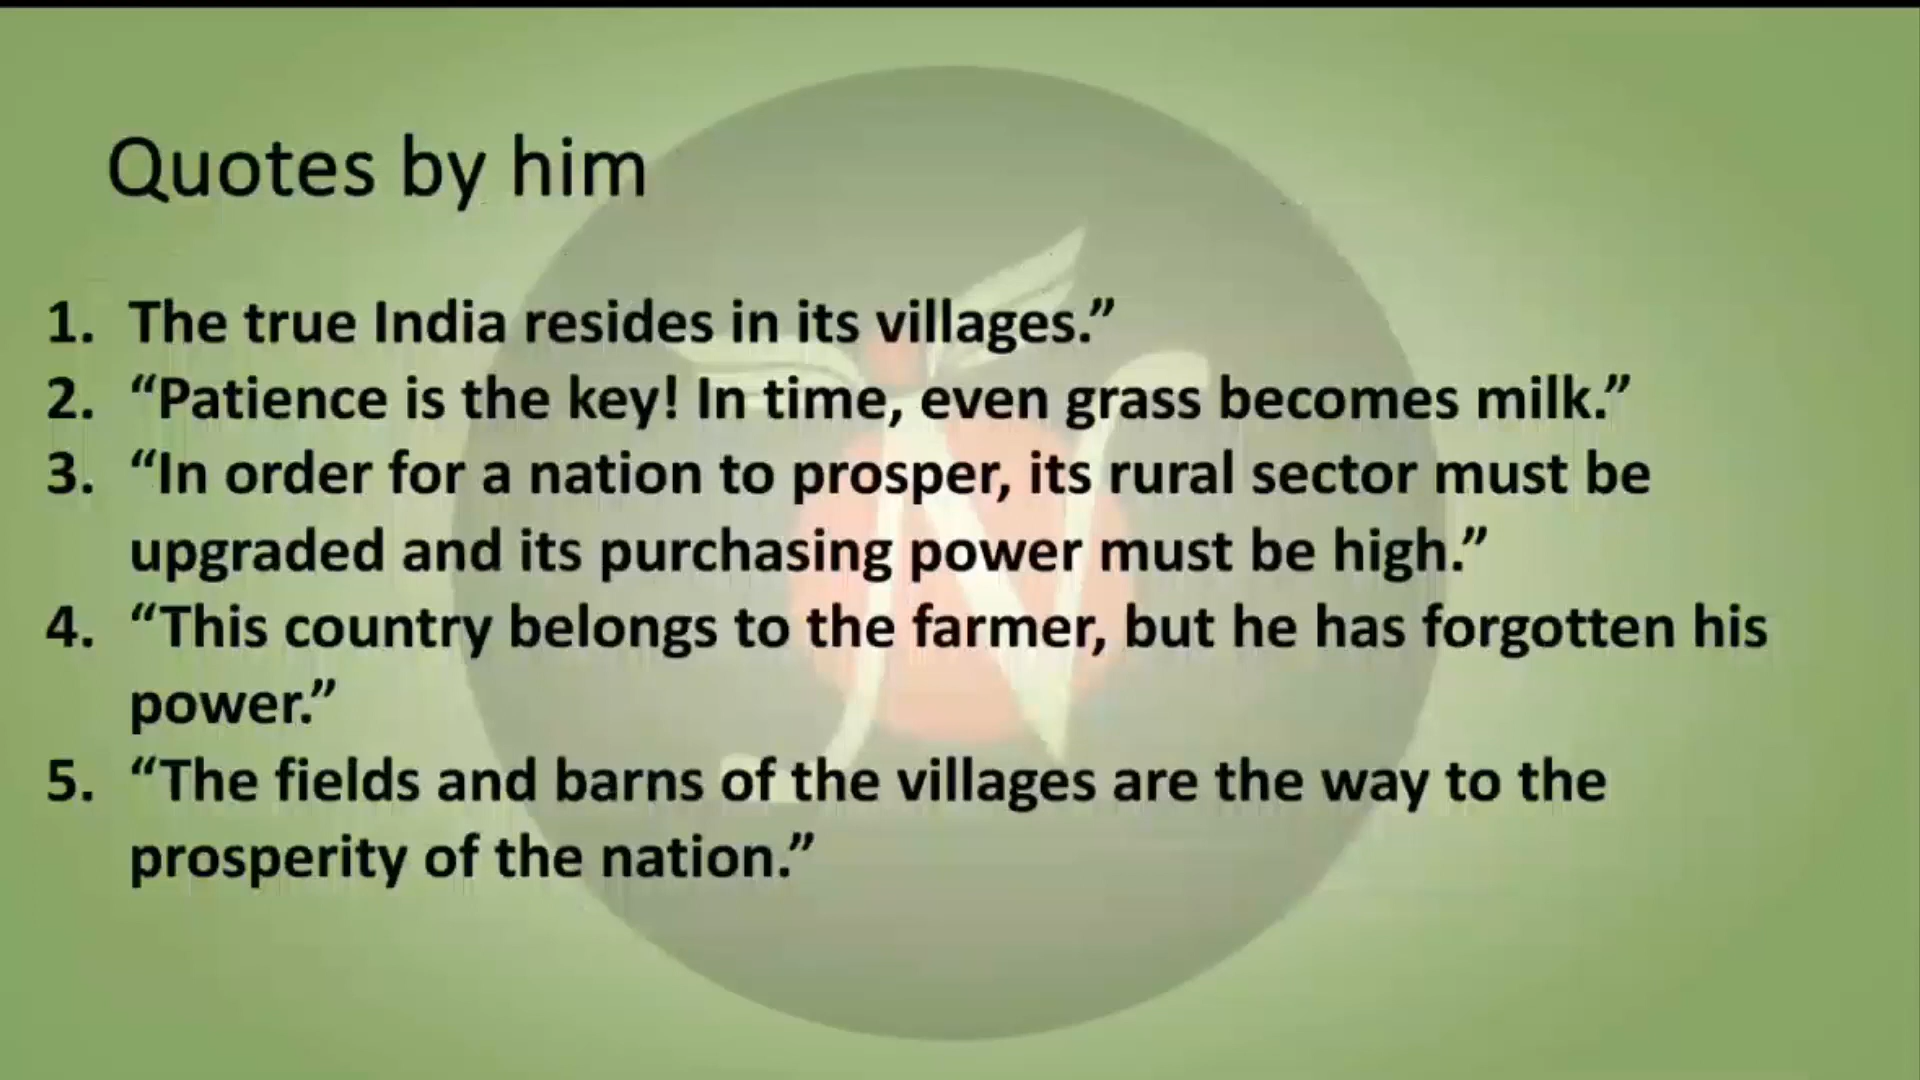 Quotes by him
1. The true India resides in its villages.”
2. “Patience is the key! In time, even grass becomes milk.”
3. “In order for a nation to prosper, its rural sector must be
upgraded and its purchasing power must be high.”
4. “This country belongs to the farmer, but he has forgotten his
power.”
5. “The fields and barns of the villages are the way to the
prosperity of the nation.”